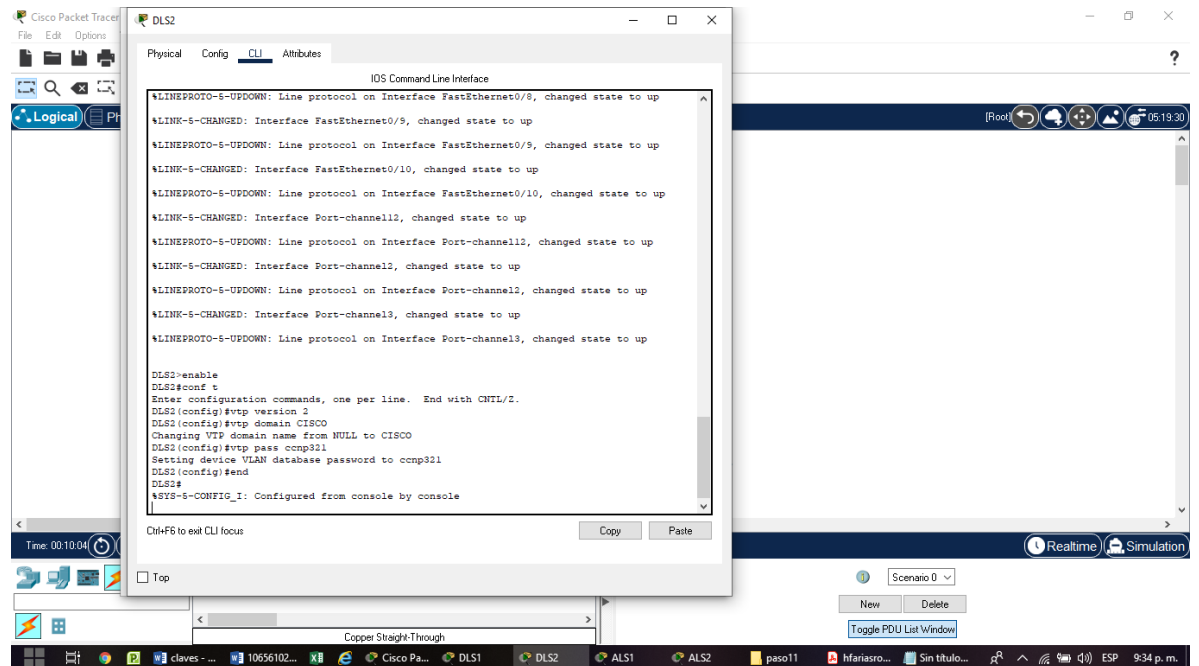 Cisco Packet Tracer
DLS2
File Edit Options
Physical Config CLI Attributes
IOS Command Line Interface
?
Logical
Ph
[Root]
05:19:30
%LINEPROTO-5-UPDOWN: Line protocol on Interface FastEthernet0/8, changed state to up
%LINK-5-CHANGED: Interface FastEthernet0/9, changed state to up
%LINEPROTO-5-UPDOWN: Line protocol on Interface FastEthernet0/9, changed state to up
%LINK-5-CHANGED: Interface FastEthernet0/10, changed state to up
%LINEPROTO-5-UPDOWN: Line protocol on Interface FastEthernet0/10, changed state to up
%LINK-5-CHANGED: Interface Port-channel12, changed state to up
%LINEPROTO-5-UPDOWN: Line protocol on Interface Port-channel12, changed state to up
%LINK-5-CHANGED: Interface Port-channel2, changed state to up
%LINEPROTO-5-UPDOWN: Line protocol on Interface Port-channel2, changed state to up
%LINK-5-CHANGED: Interface Port-channel3, changed state to up
%LINEPROTO-5-UPDOWN: Line protocol on Interface Port-channel3, changed state to up
DLS2>enable
DLS2#conf t
Enter configuration commands, one per line. End with CNTL/Z.
DLS2(config)#vtp version 2
DLS2(config)#vtp domain CISCO
Changing VTP domain name from NULL to CISCO
DLS2(config)#vtp pass ccnp321
Setting device VLAN database password to ccnp321
DLS2(config)#end
DLS2#
%SYS-5-CONFIG_I: Configured from console by console
Ctrl+F6 to exit CLI focus
Copy
Paste
Top
Time: 00:10:04
Realtime
Simulation
Scenario 0
New
Delete
Toggle PDU List Window
Copper Straight-Through
claves - ...
10656102...
Cisco Pa...
DLS1
DLS2
ALS1
ALS2
paso11
hfariasro...
Sin título...
ESP
9:34 p. m.